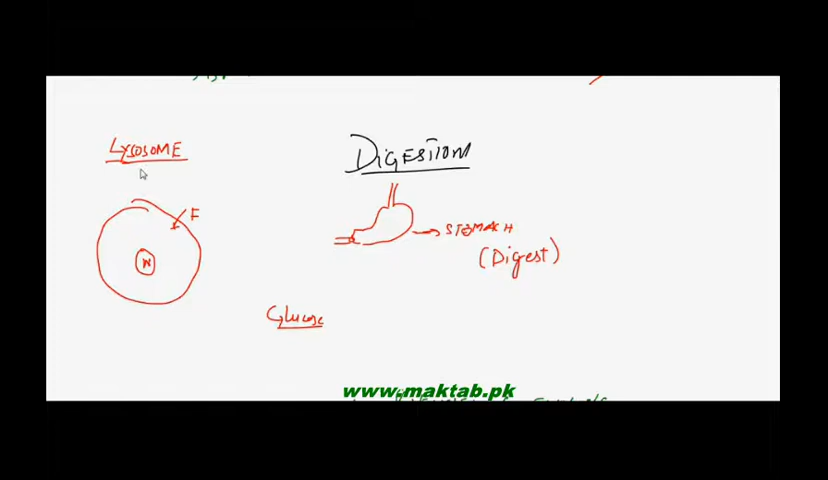 LYSOSOME
DIGESTION
F
STOMACH
(Digest)
N
Glucose
www.maktab.pk